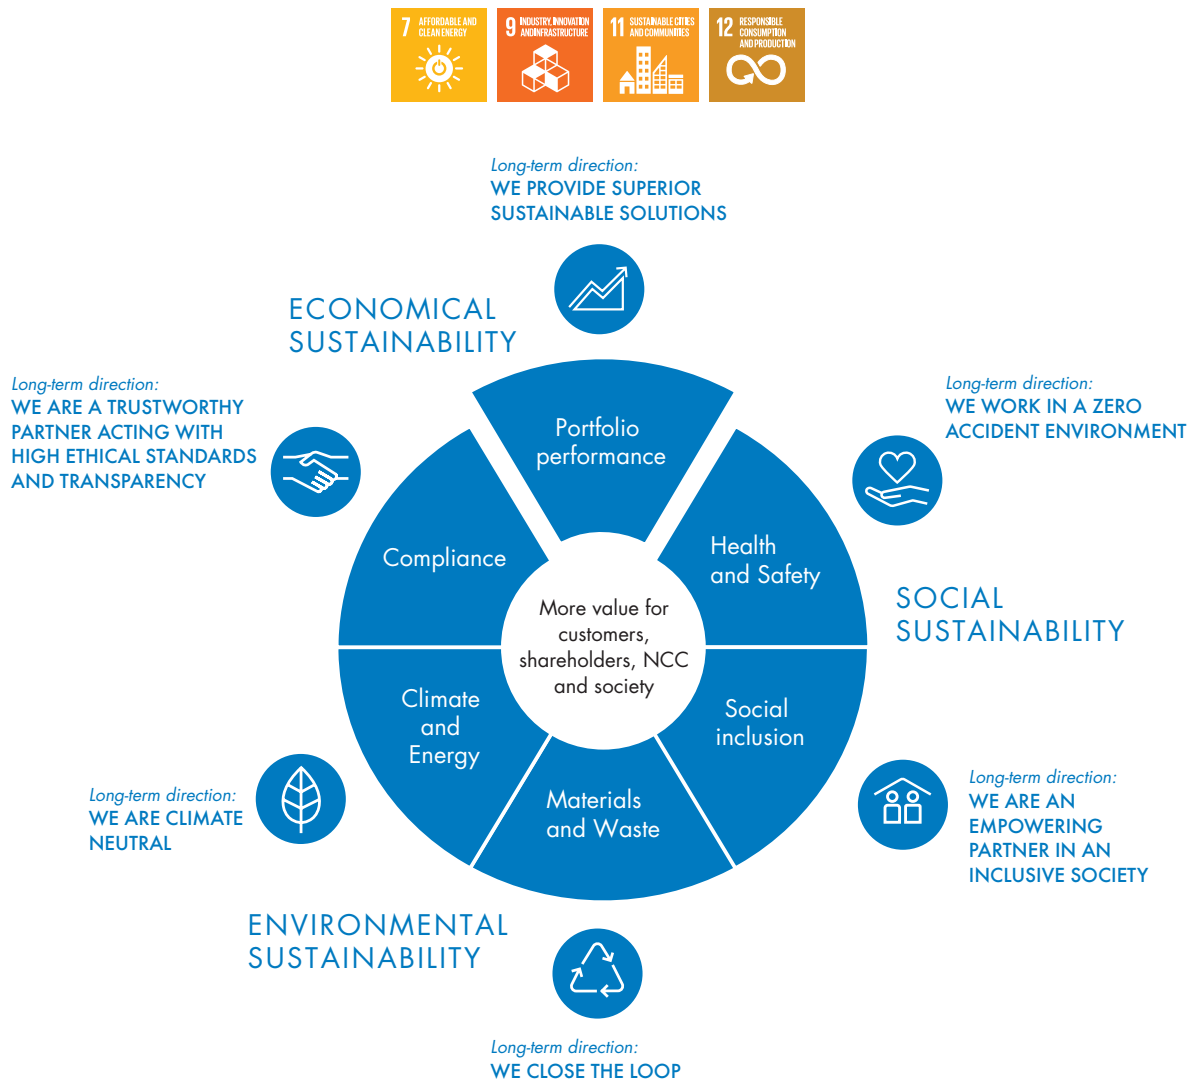 7 AFFORDABLE AND
CLEAN ENERGY
9 INDUSTRY, INNOVATION
AND INFRASTRUCTURE
11 SUSTAINABLE CITIES
AND COMMUNITIES
12 RESPONSIBLE
CONSUMPTION
AND PRODUCTION
Long-term direction:
WE PROVIDE SUPERIOR
SUSTAINABLE SOLUTIONS
ECONOMICAL
SUSTAINABILITY
Long-term direction:
WE ARE A TRUSTWORTHY
PARTNER ACTING WITH
HIGH ETHICAL STANDARDS
AND TRANSPARENCY
Long-term direction:
WE WORK IN A ZERO
ACCIDENT ENVIRONMENT
Portfolio
performance
Compliance
Health
and Safety
SOCIAL
SUSTAINABILITY
More value for
customers,
shareholders, NCC
and society
Climate
and
Energy
Social
inclusion
Materials
and Waste
Long-term direction:
WE ARE CLIMATE
NEUTRAL
Long-term direction:
WE ARE AN
EMPOWERING
PARTNER IN AN
INCLUSIVE SOCIETY
ENVIRONMENTAL
SUSTAINABILITY
Long-term direction:
WE CLOSE THE LOOP